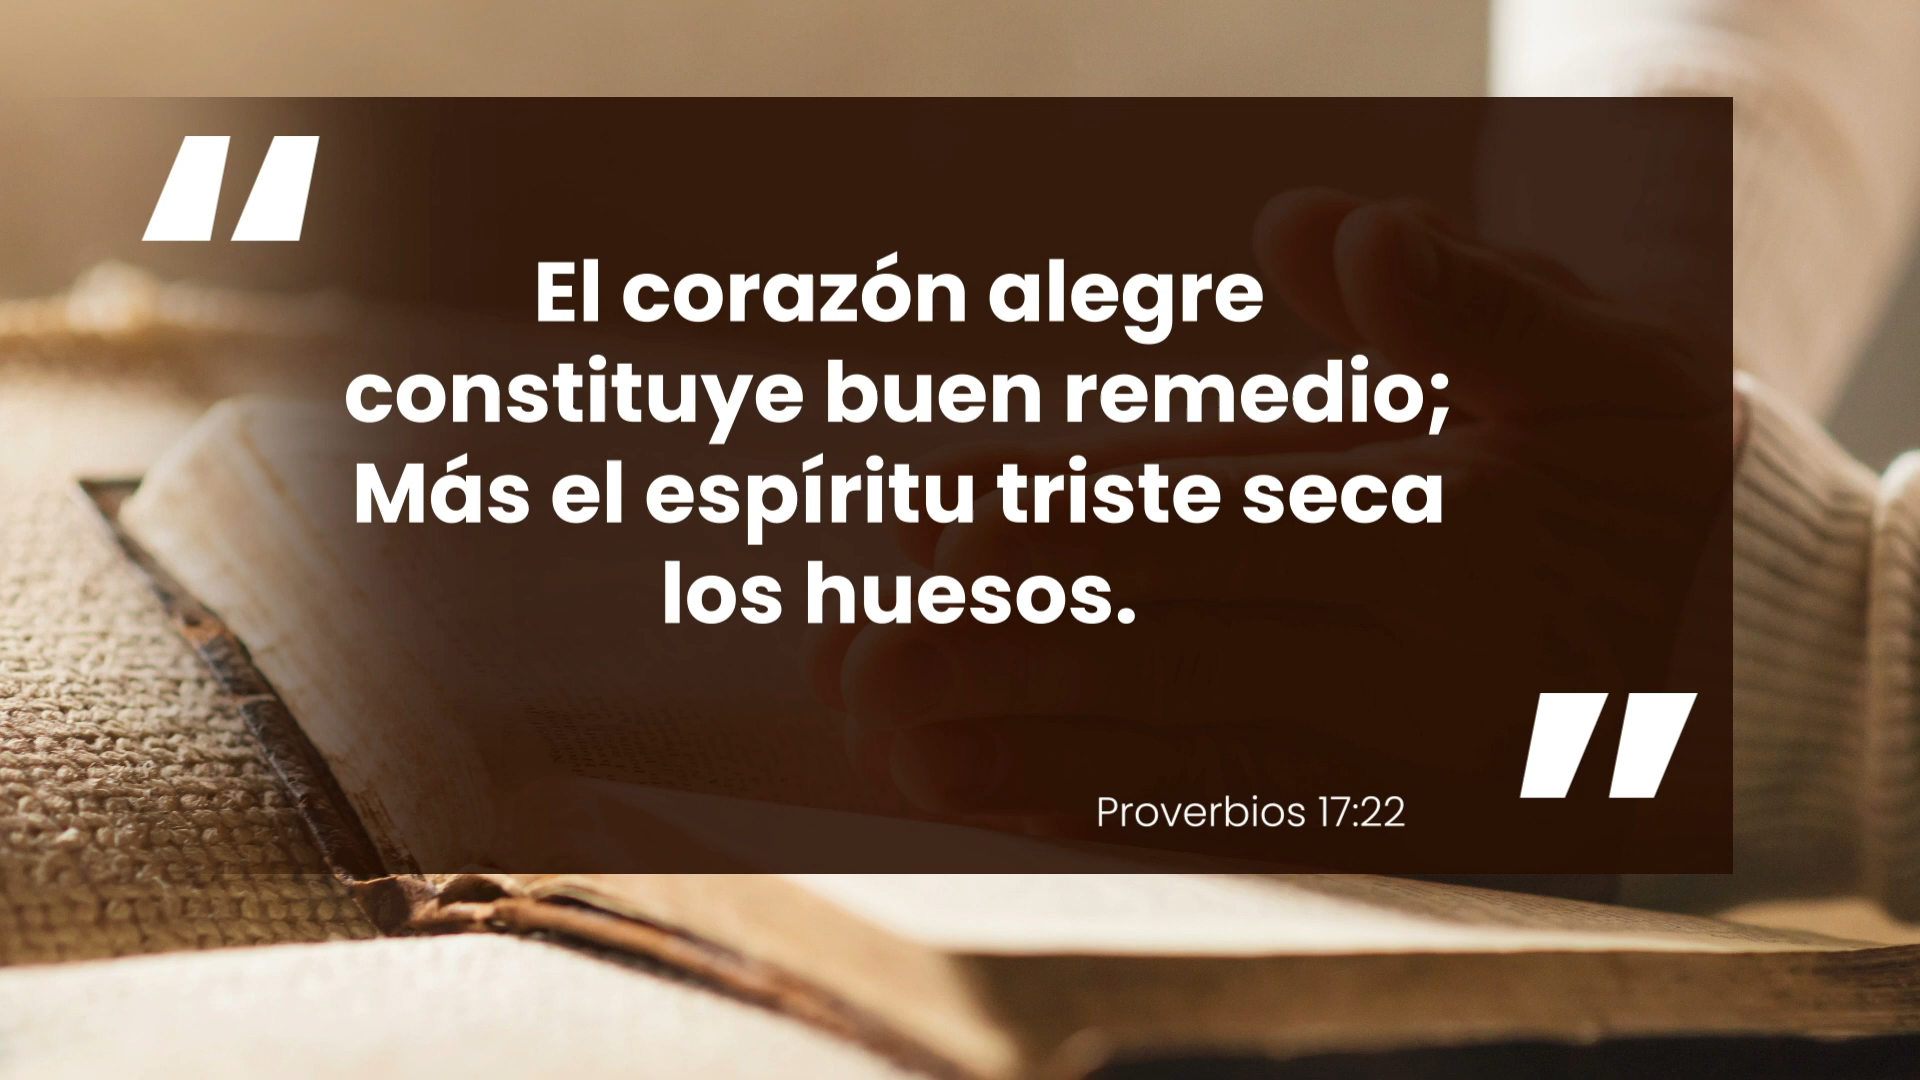 El corazón alegre
constituye buen remedio;
Más el espíritu triste seca
los huesos.
Proverbios 17:22